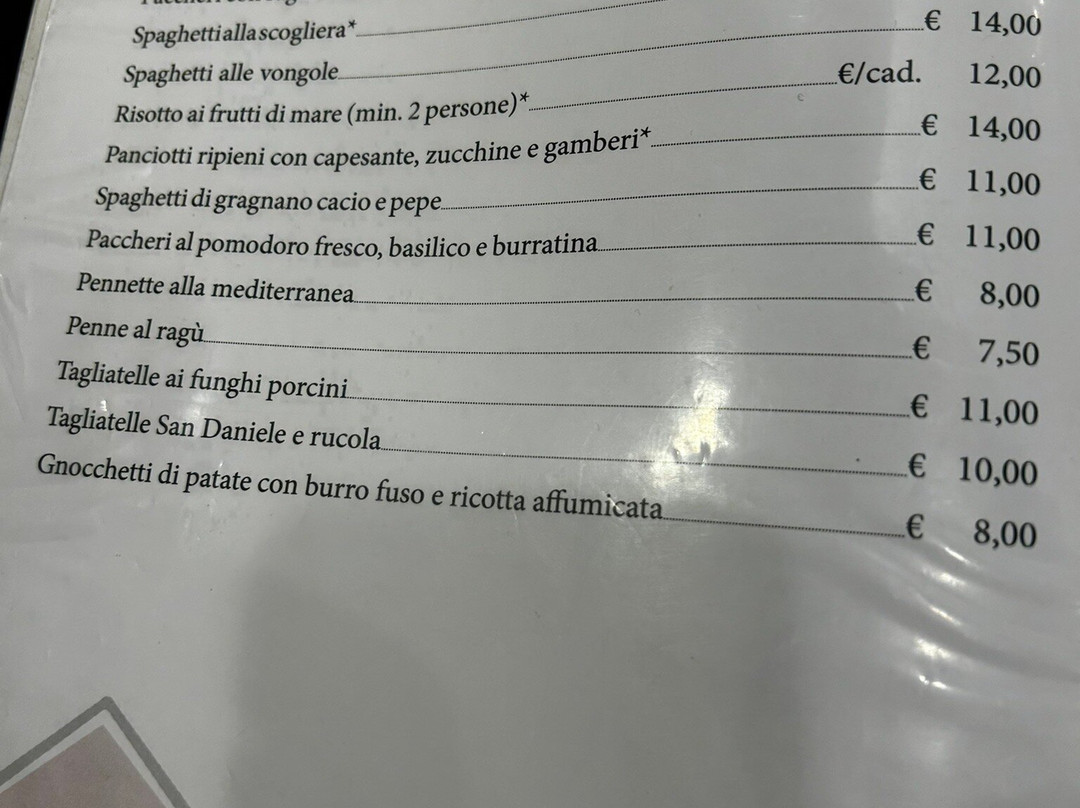 Spaghetti alla scogliera*
Spaghetti alle vongole € 14,00
Risotto ai frutti di mare (min. 2 persone)* €/cad. 12,00
Panciotti ripieni con capesante, zucchine e gamberi* € 14,00
Spaghetti di gragnano cacio e pepe € 11,00
Paccheri al pomodoro fresco, basilico e burratina € 11,00
Pennette alla mediterranea € 8,00
Penne al ragù € 7,50
Tagliatelle ai funghi porcini € 11,00
Tagliatelle San Daniele e rucola € 10,00
Gnocchetti di patate con burro fuso e ricotta affumicata € 8,00